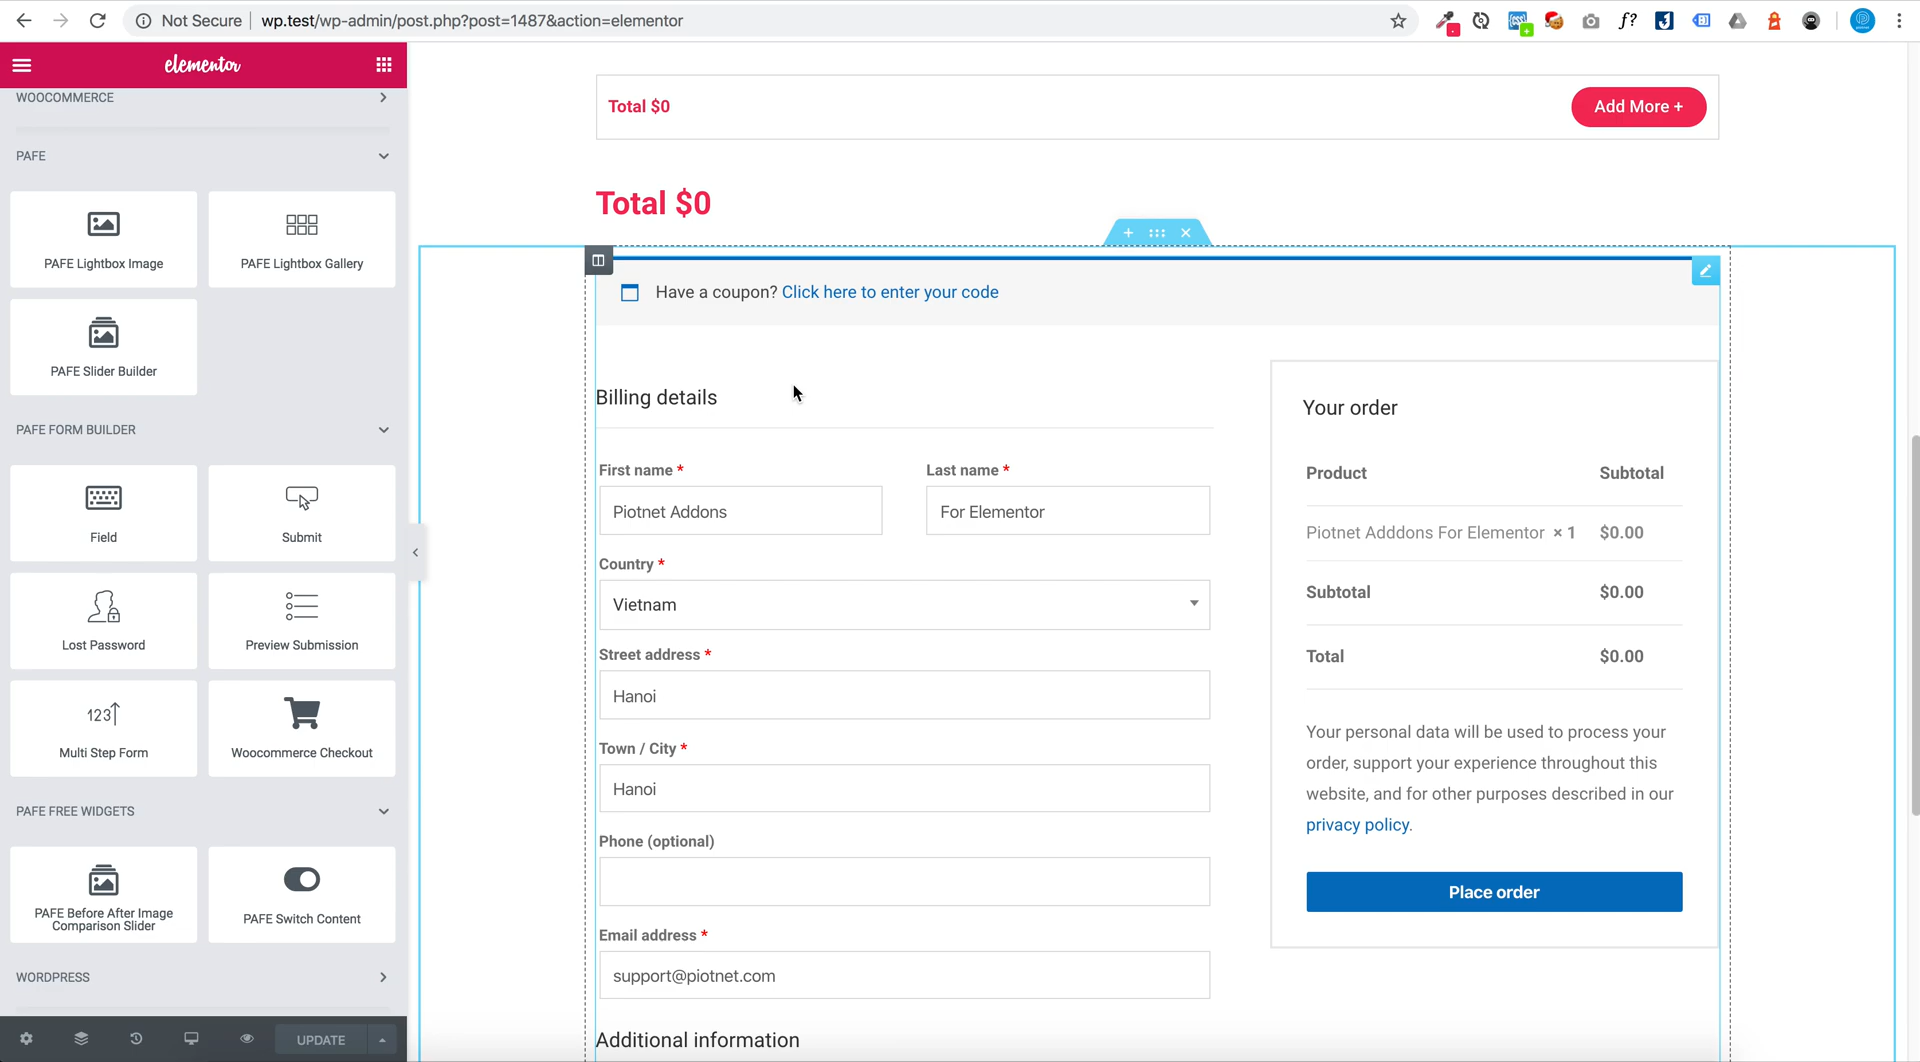 Not Secure
wp.test/wp-admin/post.php?post=1487&action=elementor
f?
elementor
WOOCOMMERCE
PAFE
PAFE Lightbox Image
PAFE Lightbox Gallery
PAFE Slider Builder
PAFE FORM BUILDER
Field
Submit
Lost Password
Preview Submission
123
Multi Step Form
Woocommerce Checkout
PAFE FREE WIDGETS
PAFE Before After Image
Comparison Slider
PAFE Switch Content
WORDPRESS
UPDATE
Total $0
Add More +
Total $0
Have a coupon? Click here to enter your code
Billing details
First name *
Last name *
Piotnet Addons
For Elementor
Country *
Vietnam
Street address *
Hanoi
Town / City *
Hanoi
Phone (optional)
Email address *
support@piotnet.com
Additional information
Your order
Product Subtotal
Piotnet Adddons For Elementor × 1 $0.00
Subtotal $0.00
Total $0.00
Your personal data will be used to process your
order, support your experience throughout this
website, and for other purposes described in our
privacy policy.
Place order